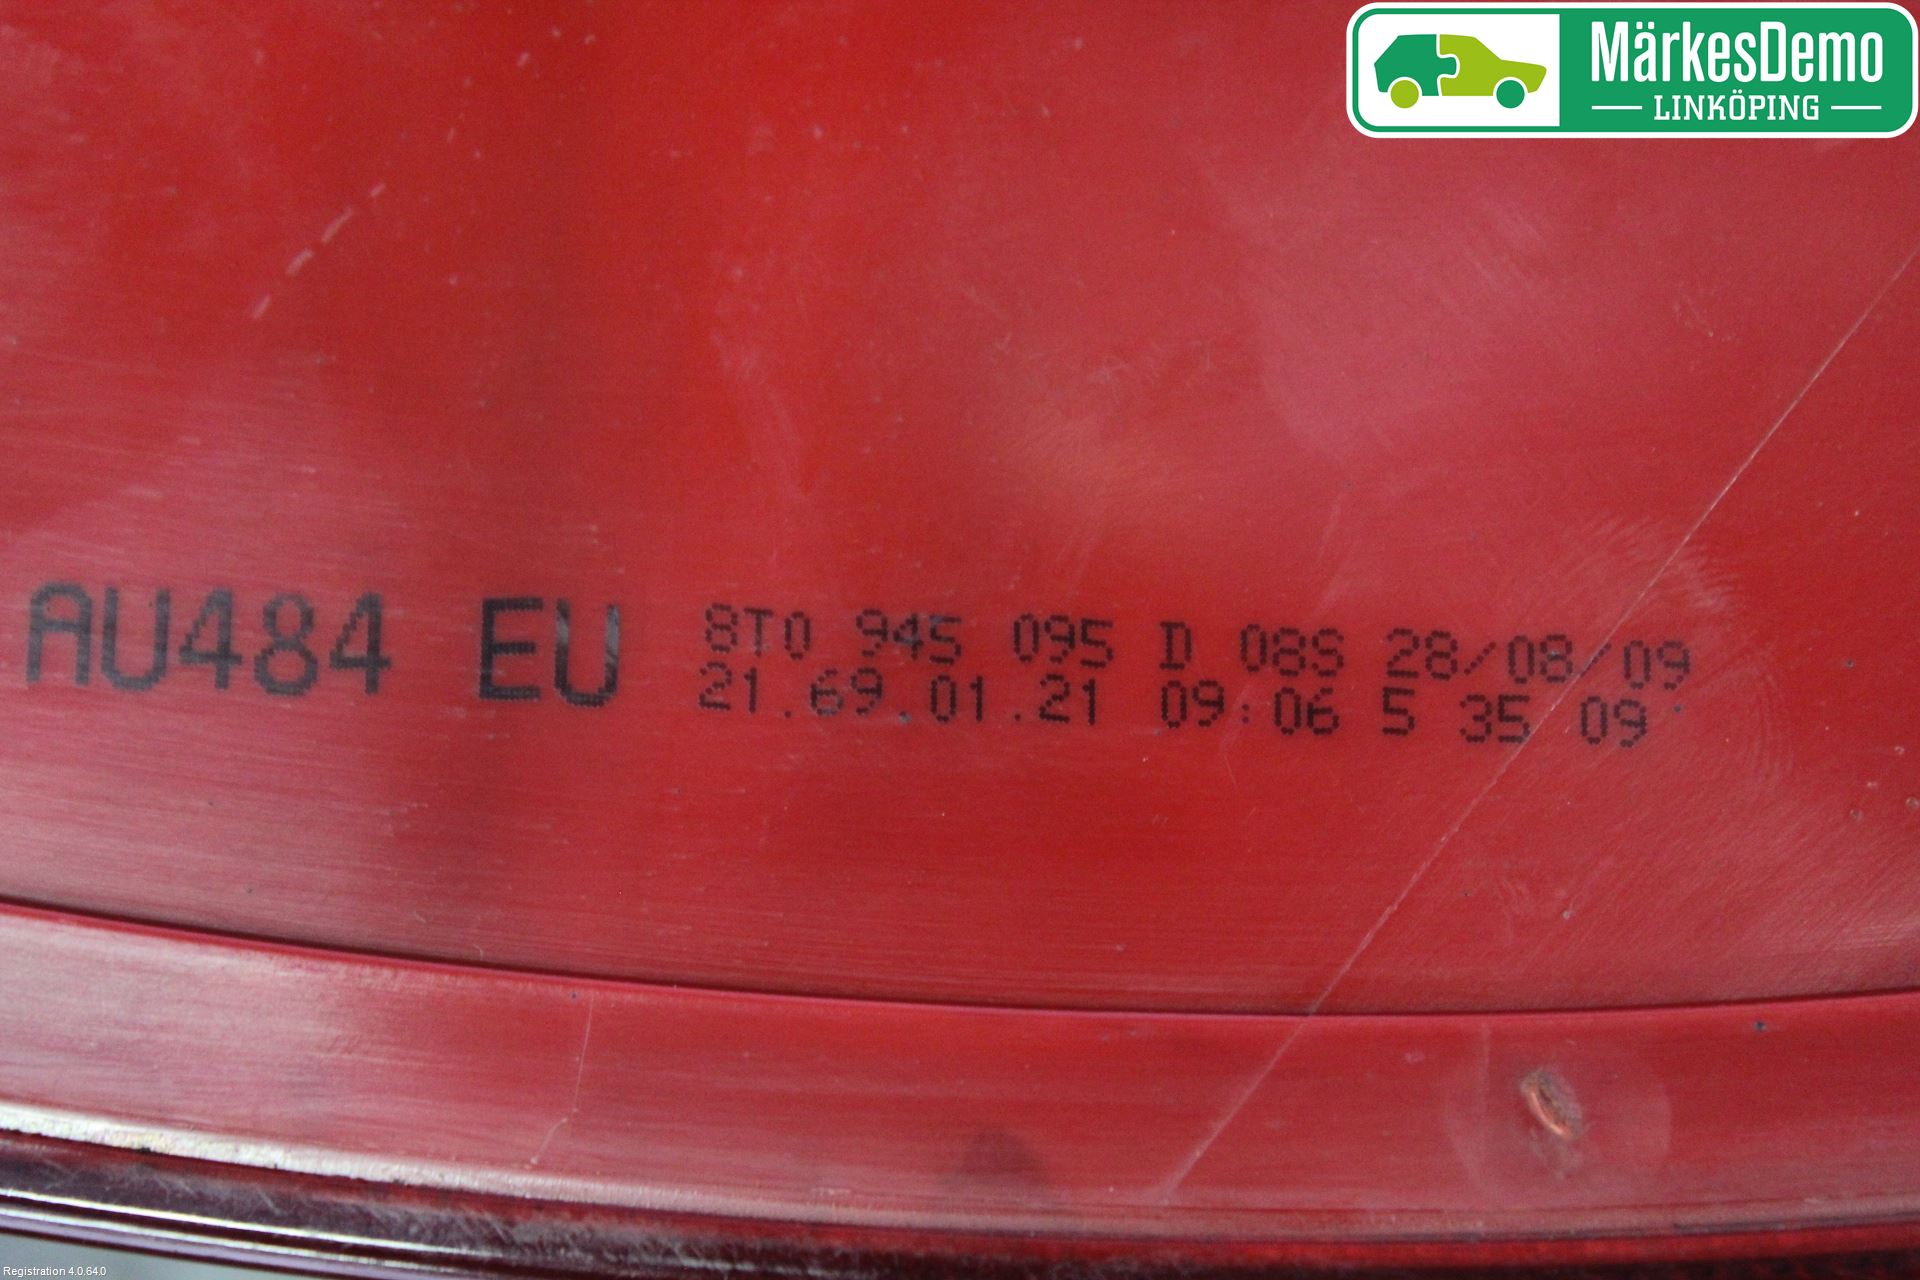 MärkesDemo
LINKÖPING
AU484 EU
8T0 945 095 D 08S 28/08/09
21.69.01.21 09:06 5 35 09
Registration 4.0.64.0